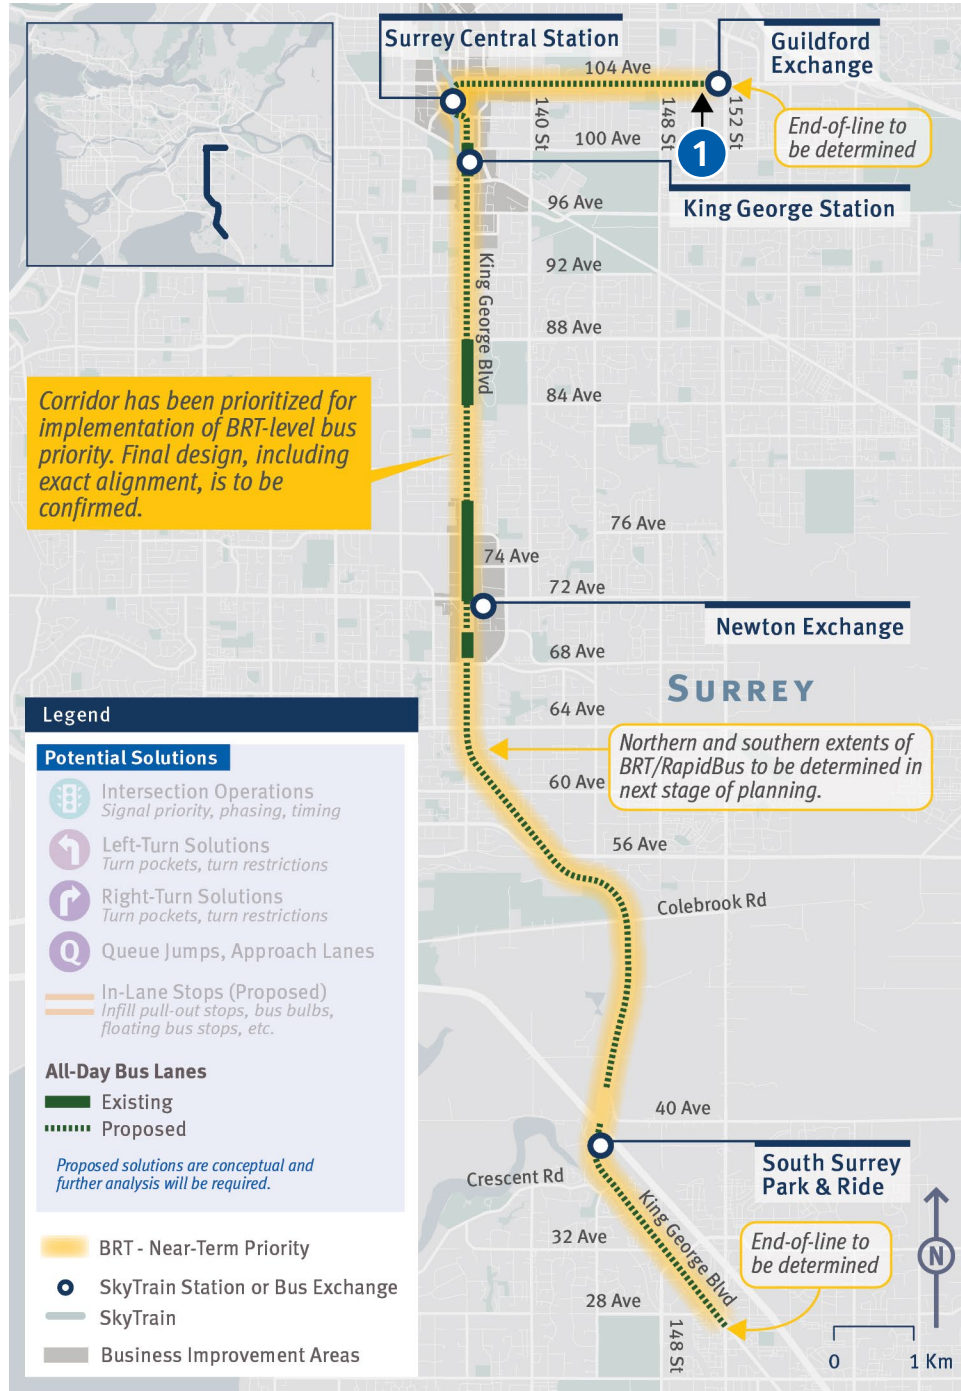 Surrey Central Station
Guildford
Exchange
104 Ave
140 St
148 St
152 St
End-of-line to
be determined
100 Ave
1
King George Station
96 Ave
92 Ave
King George Blvd
88 Ave
84 Ave
Corridor has been prioritized for
implementation of BRT-level bus
priority. Final design, including
exact alignment, is to be
confirmed.
76 Ave
74 Ave
72 Ave
Newton Exchange
68 Ave
SURREY
64 Ave
Northern and southern extents of
BRT/RapidBus to be determined in
next stage of planning.
60 Ave
56 Ave
Colebrook Rd
40 Ave
South Surrey
Park & Ride
Crescent Rd
King George Blvd
32 Ave
End-of-line to
be determined
28 Ave
148 St
N
0 1 Km
Legend
Potential Solutions
Intersection Operations
Signal priority, phasing, timing
Left-Turn Solutions
Turn pockets, turn restrictions
Right-Turn Solutions
Turn pockets, turn restrictions
Q Queue Jumps, Approach Lanes
In-Lane Stops (Proposed)
Infill pull-out stops, bus bulbs,
floating bus stops, etc.
All-Day Bus Lanes
Existing
Proposed
Proposed solutions are conceptual and
further analysis will be required.
BRT - Near-Term Priority
SkyTrain Station or Bus Exchange
SkyTrain
Business Improvement Areas